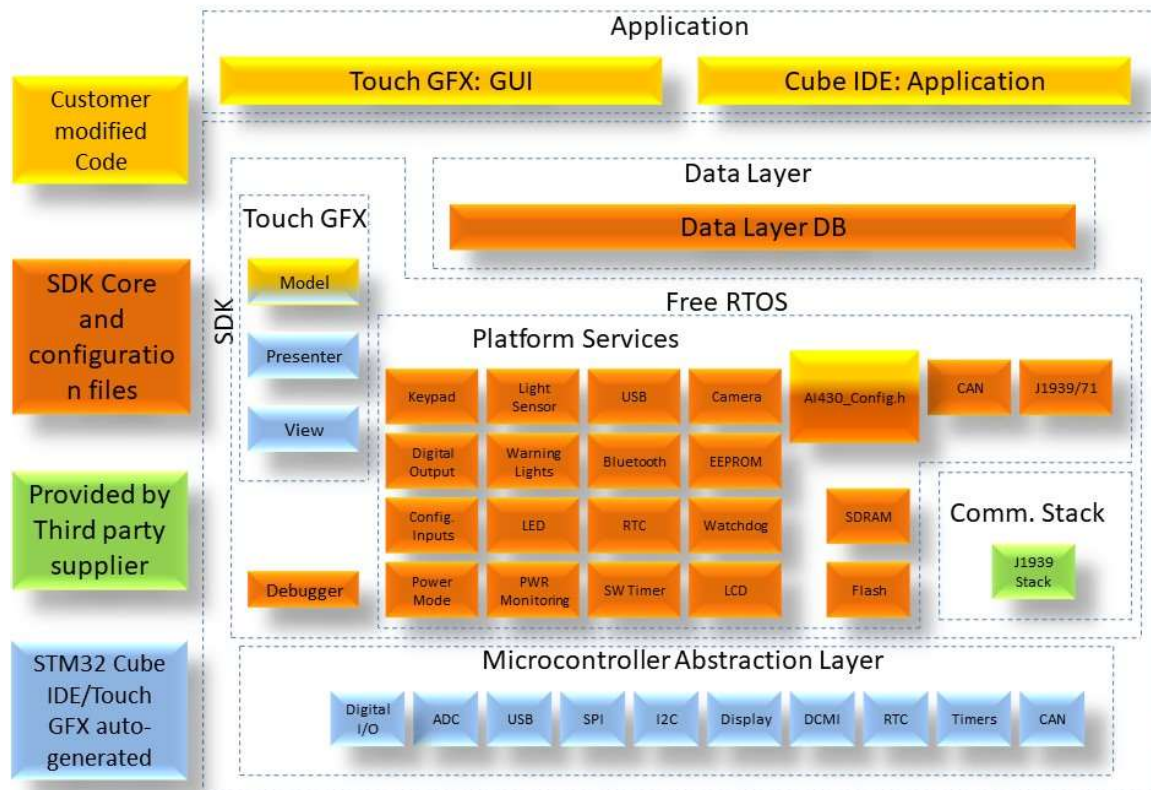 Application
Touch GFX: GUI
Cube IDE: Application
Customer
modified
Code
Data Layer
Data Layer DB
Touch GFX
Model
Presenter
View
SDK
SDK Core
and
configuratio
n files
Free RTOS
Platform Services
Keypad
Light
Sensor
USB
Camera
AI430_Config.h
CAN
J1939/71
Digital
Output
Warning
Lights
Bluetooth
EEPROM
Config.
Inputs
LED
RTC
Watchdog
SDRAM
Power
Mode
PWR
Monitoring
SW Timer
LCD
Flash
Comm. Stack
J1939
Stack
Debugger
Provided by
Third party
supplier
STM32 Cube
IDE/Touch
GFX auto-
generated
Microcontroller Abstraction Layer
Digital
I/O
ADC
USB
SPI
I2C
Display
DCMI
RTC
Timers
CAN